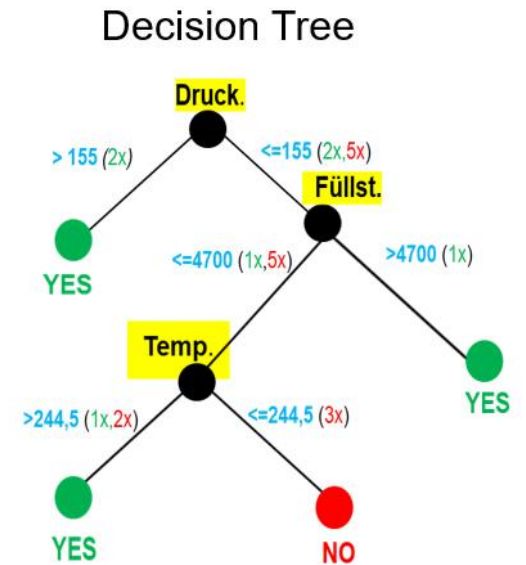 Decision Tree
Druck.
> 155 (2x)
<=155 (2x,5x)
Füllst.
<=4700 (1x,5x)
>4700 (1x)
YES
Temp.
YES
>244,5 (1x,2x)
<=244,5 (3x)
YES
NO